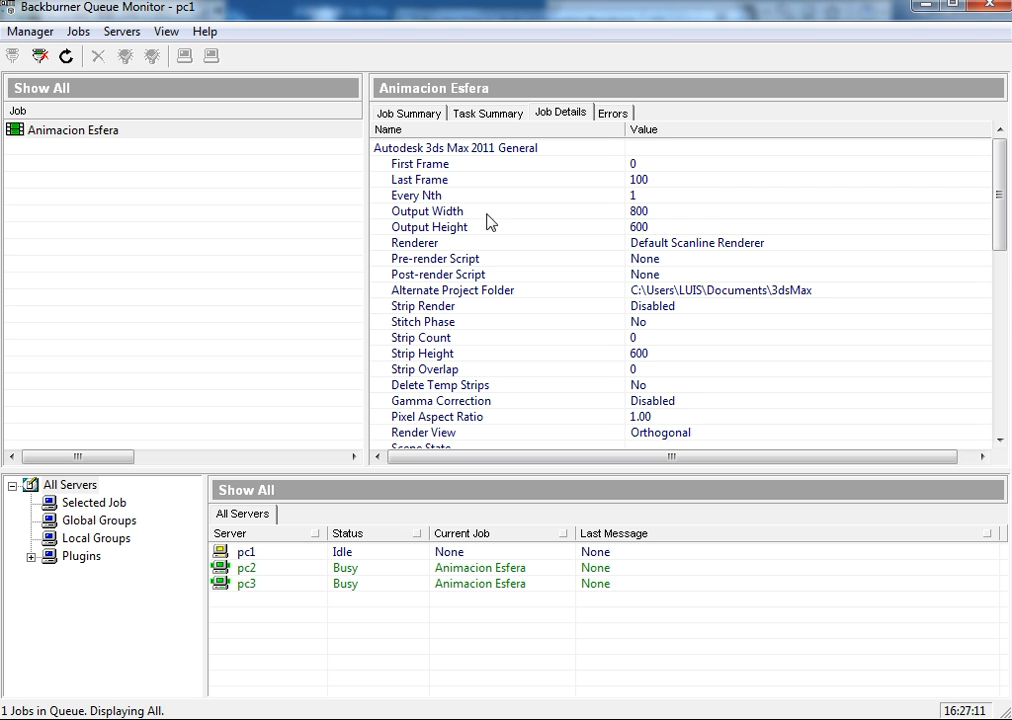 Backburner Queue Monitor - pc1
Manager Jobs Servers View Help
Show All
Job
Animacion Esfera
Animacion Esfera
Job Summary Task Summary Job Details Errors
Name Value
Autodesk 3ds Max 2011 General
First Frame 0
Last Frame 100
Every Nth 1
Output Width 800
Output Height 600
Renderer Default Scanline Renderer
Pre-render Script None
Post-render Script None
Alternate Project Folder C:\Users\LUIS\Documents\3dsMax
Strip Render Disabled
Stitch Phase No
Strip Count 0
Strip Height 600
Strip Overlap 0
Delete Temp Strips No
Gamma Correction Disabled
Pixel Aspect Ratio 1.00
Render View Orthogonal
Scene State
All Servers
Selected Job
Global Groups
Local Groups
Plugins
Show All
All Servers
Server Status Current Job Last Message
pc1 Idle None None
pc2 Busy Animacion Esfera None
pc3 Busy Animacion Esfera None
1 Jobs in Queue. Displaying All. 16:27:11